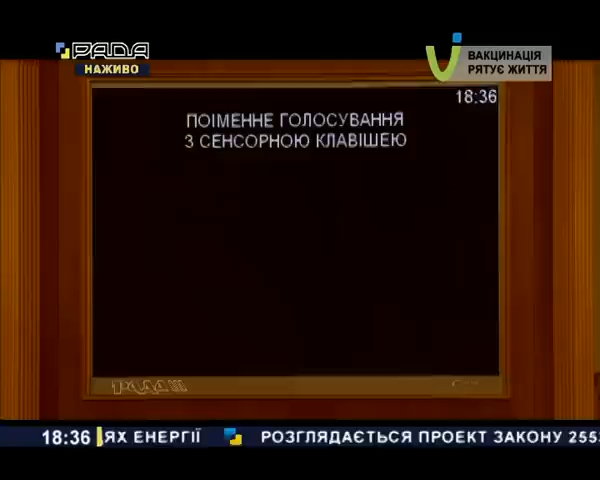 РАДА
НАЖИВО
ВАКЦИНАЦІЯ
РЯТУЄ ЖИТТЯ
18:36
ПОІМЕННЕ ГОЛОСУВАННЯ
З СЕНСОРНОЮ КЛАВІШЕЮ
РАДА
18:36 ЯХ ЕНЕРГІЇ РОЗГЛЯДАЄТЬСЯ ПРОЕКТ ЗАКОНУ 2553